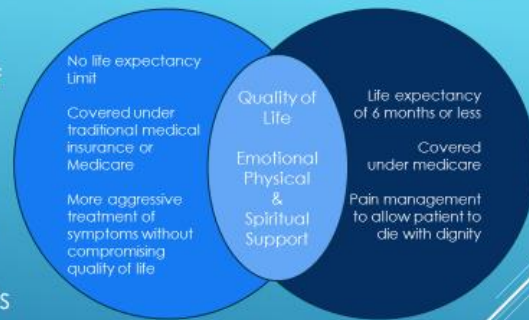 No life expectancy
Limit
Covered under
traditional medical
insurance or
Medicare
More aggressive
treatment of
symptoms without
compromising
quality of life
Quality of
Life
Emotional
Physical
&
Spiritual
Support
Life expectancy
of 6 months or less
Covered
under medicare
Pain management
to allow patient to
die with dignity